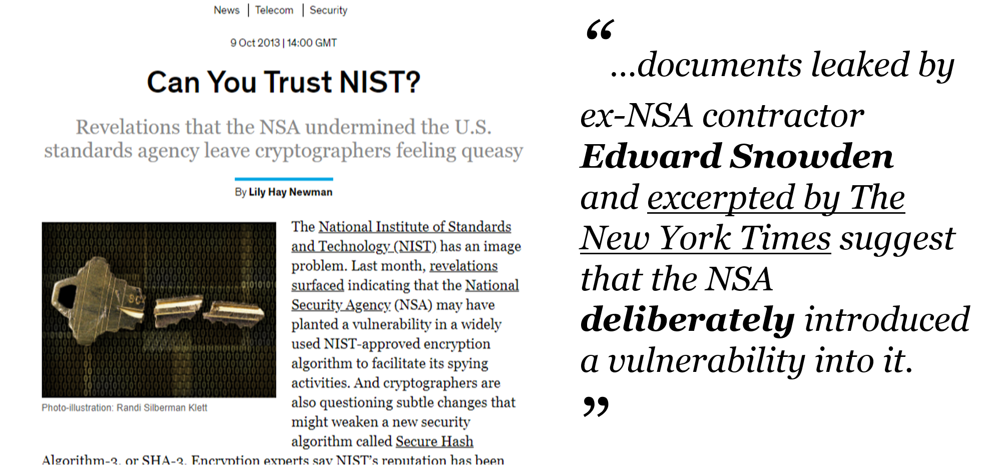 News | Telecom | Security
9 Oct 2013 | 14:00 GMT
Can You Trust NIST?
Revelations that the NSA undermined the U.S.
standards agency leave cryptographers feeling queasy
By Lily Hay Newman
Photo-illustration: Randi Silberman Klett
The National Institute of Standards
and Technology (NIST) has an image
problem. Last month, revelations
surfaced indicating that the National
Security Agency (NSA) may have
planted a vulnerability in a widely
used NIST-approved encryption
algorithm to facilitate its spying
activities. And cryptographers are
also questioning subtle changes that
might weaken a new security
algorithm called Secure Hash
Algorithm-3, or SHA-3. Encryption experts say NIST's reputation has been
“
...documents leaked by
ex-NSA contractor
Edward Snowden
and excerpted by The
New York Times suggest
that the NSA
deliberately introduced
a vulnerability into it.
”